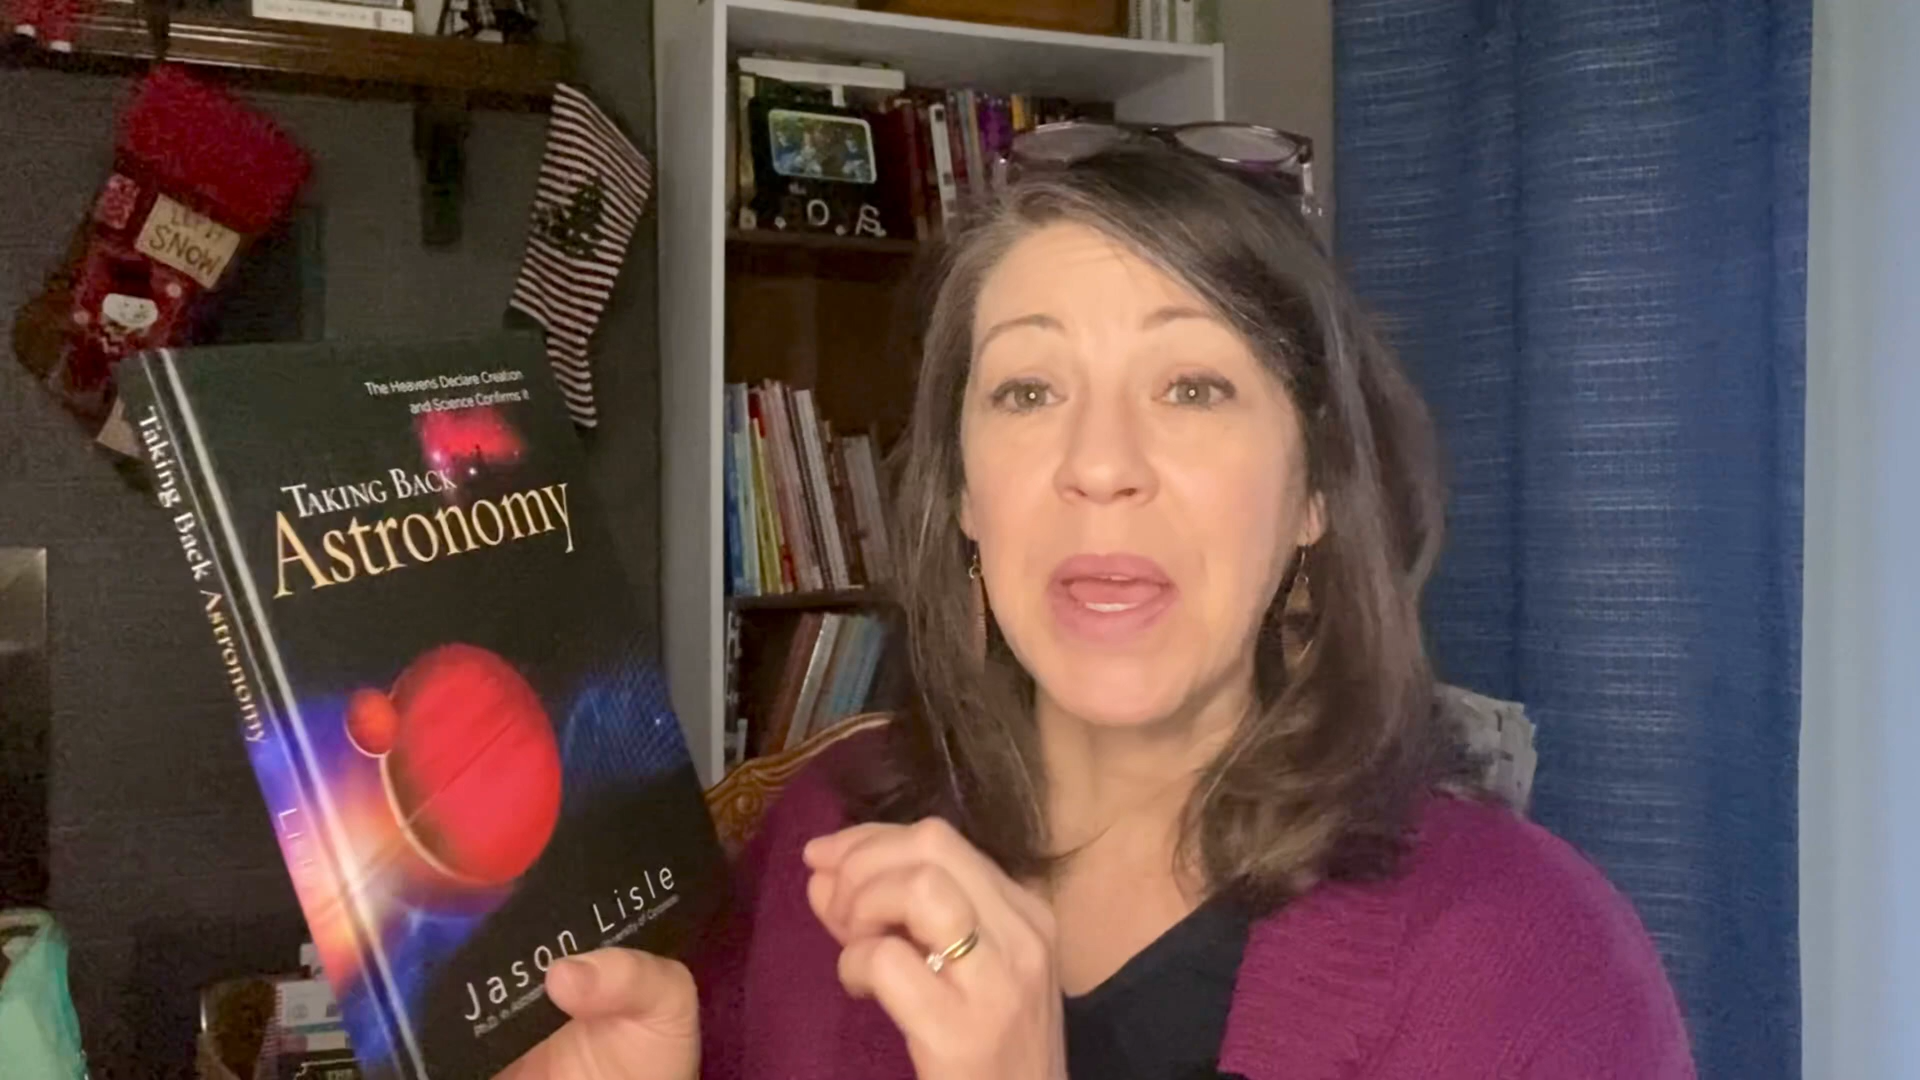 LET IT
SNOW
The Heavens Declare Creation
and Science Confirms It
TAKING BACK
ASTRONOMY
TAKING BACK ASTRONOMY
Jason Lisle
THE